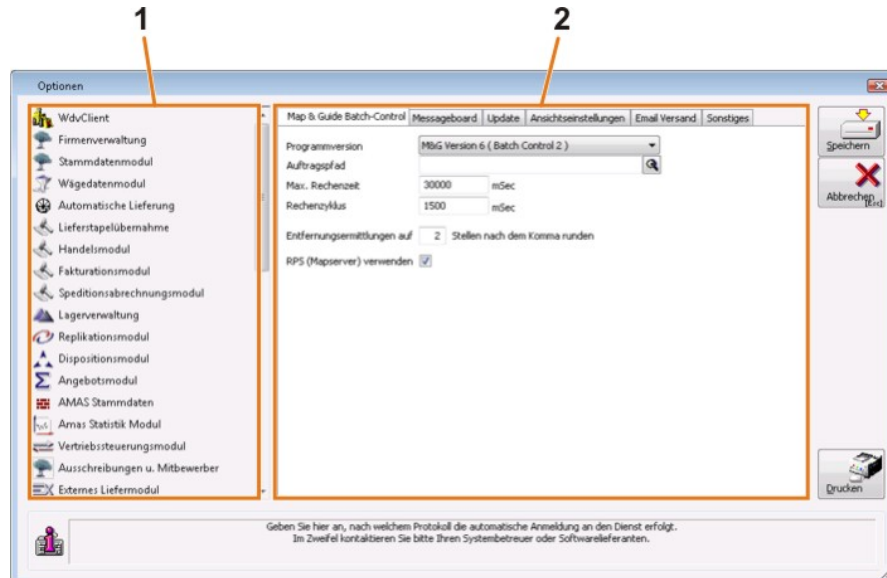 1
2
Optionen
WdvClient
Firmenverwaltung
Stammdatenmodul
Wägedatenmodul
Automatische Lieferung
Lieferstapelübernahme
Handelsmodul
Fakturationsmodul
Speditionsabrechnungsmodul
Lagerverwaltung
Replikationsmodul
Dispositionsmodul
Angebotsmodul
AMAS Stammdaten
Amas Statistik Modul
Vertriebssteuerungsmodul
Ausschreibungen u. Mitbewerber
Externes Liefermodul
Map & Guide Batch-Control Messageboard Update Ansichtseinstellungen Email Versand Sonstiges
Programmversion M&G Version 6 ( Batch Control 2 )
Auftragspfad
Max. Rechenzeit 30000 mSec
Rechenzyklus 1500 mSec
Entfernungsermittlungen auf 2 Stellen nach dem Komma runden
RPS (Mapserver) verwenden
Speichern
Abbrechen
[Esc]
Drucken
Geben Sie hier an, nach welchem Protokoll die automatische Anmeldung an den Dienst erfolgt.
Im Zweifel kontaktieren Sie bitte Ihren Systembetreuer oder Softwarelieferanten.